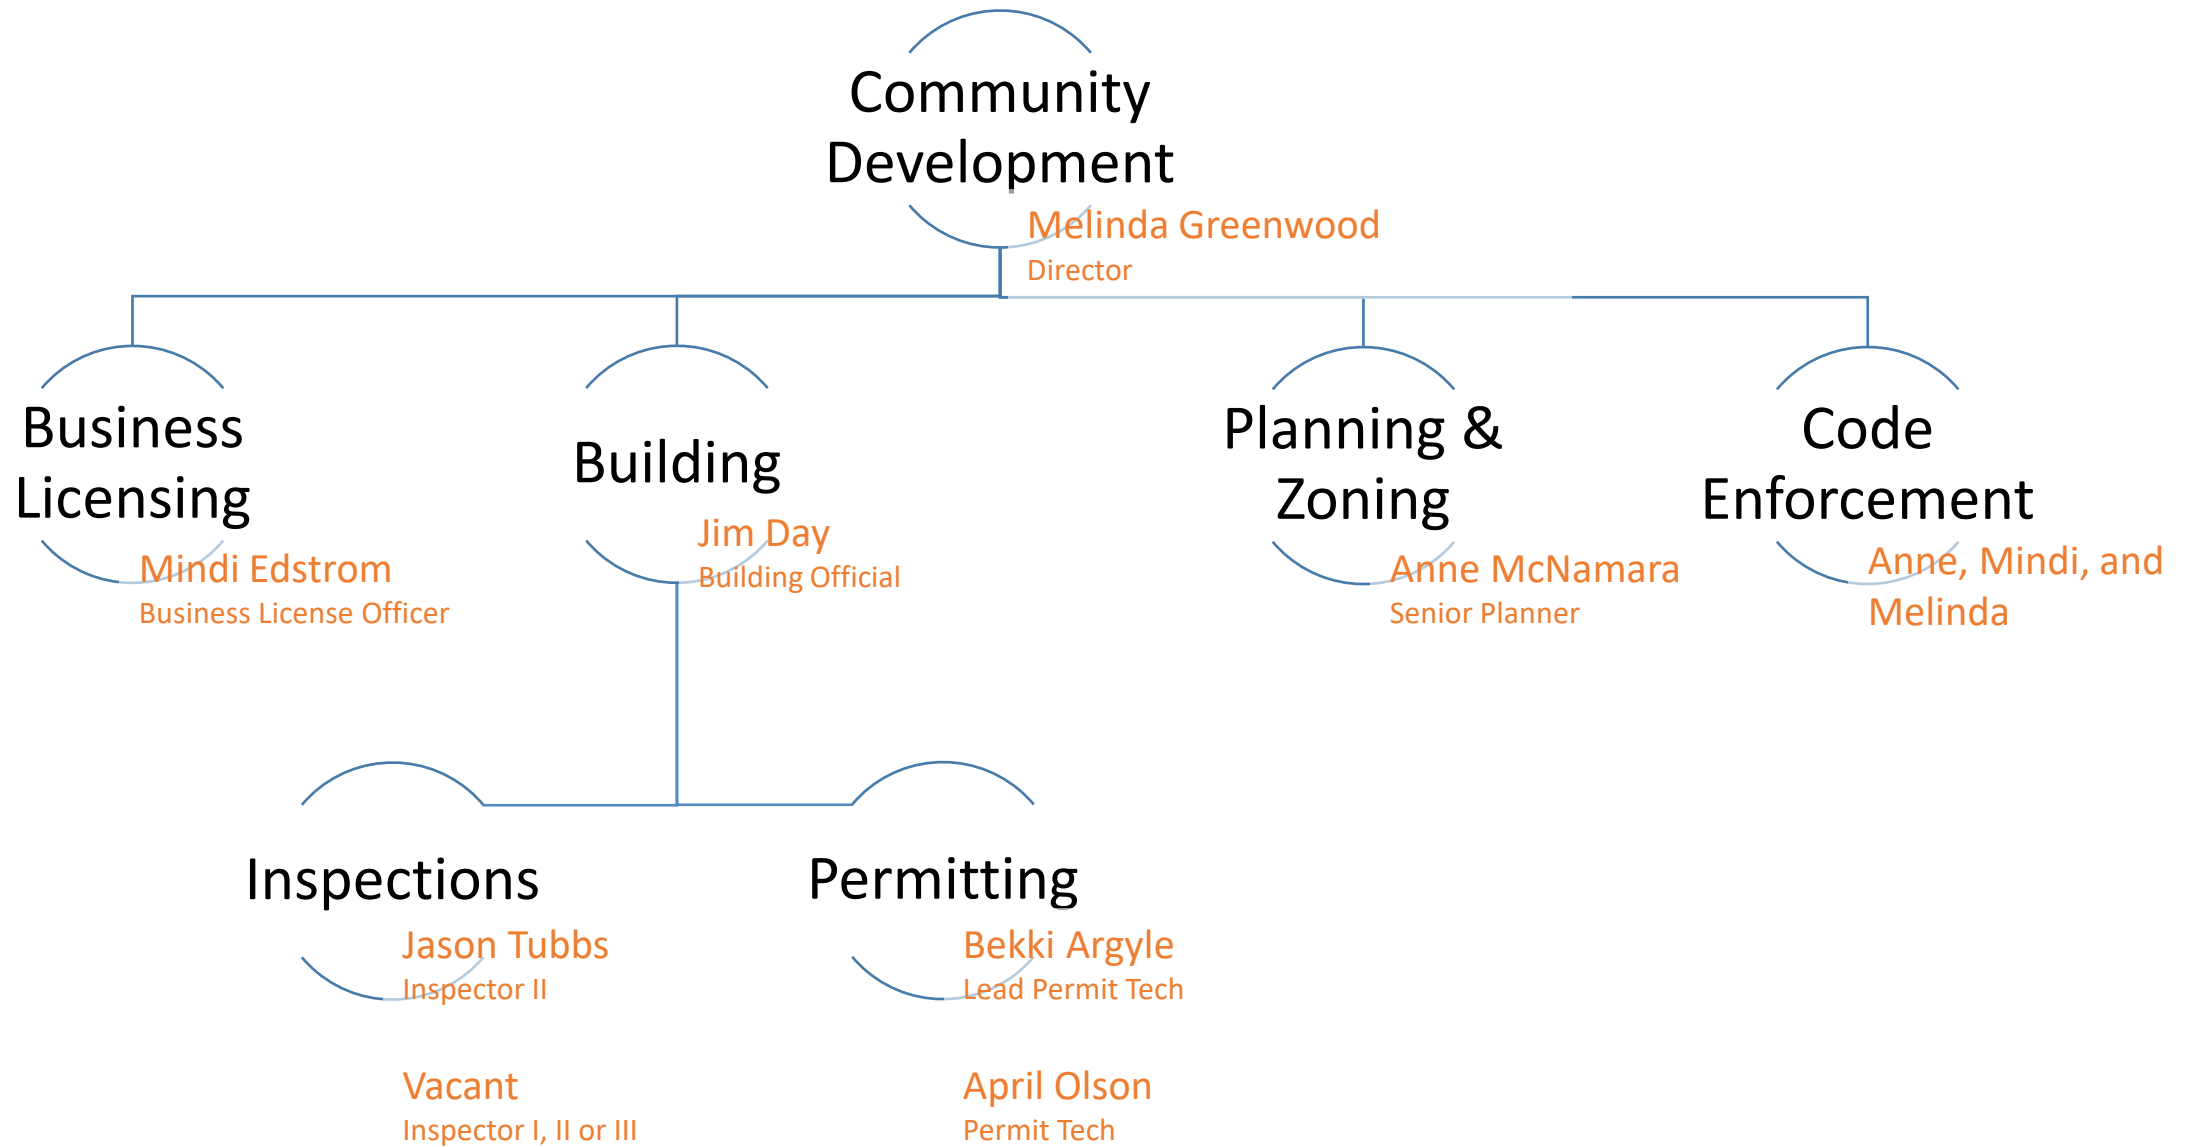 Community
Development
Melinda Greenwood
Director
Business
Licensing
Mindi Edstrom
Business License Officer
Building
Jim Day
Building Official
Planning &
Zoning
Anne McNamara
Senior Planner
Code
Enforcement
Anne, Mindi, and
Melinda
Inspections
Jason Tubbs
Inspector II
Vacant
Inspector I, II or III
Permitting
Bekki Argyle
Lead Permit Tech
April Olson
Permit Tech